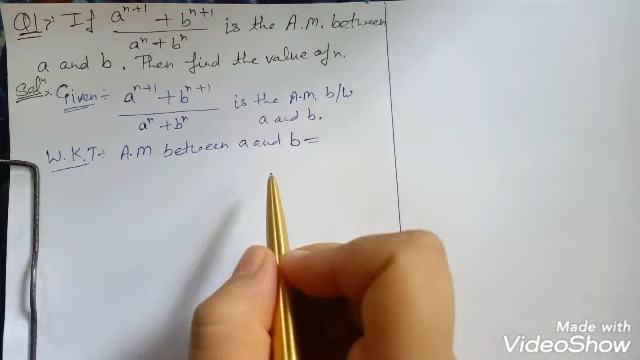 Q1:- If a^{n+1} + b^{n+1} / a^n + b^n is the A.M. between
a and b. Then find the value of n.
Sol^n:- Given:- a^{n+1} + b^{n+1} / a^n + b^n is the A.M. b/w
a and b.
W.K.T:- A.M between a and b =
Made with
VideoShow